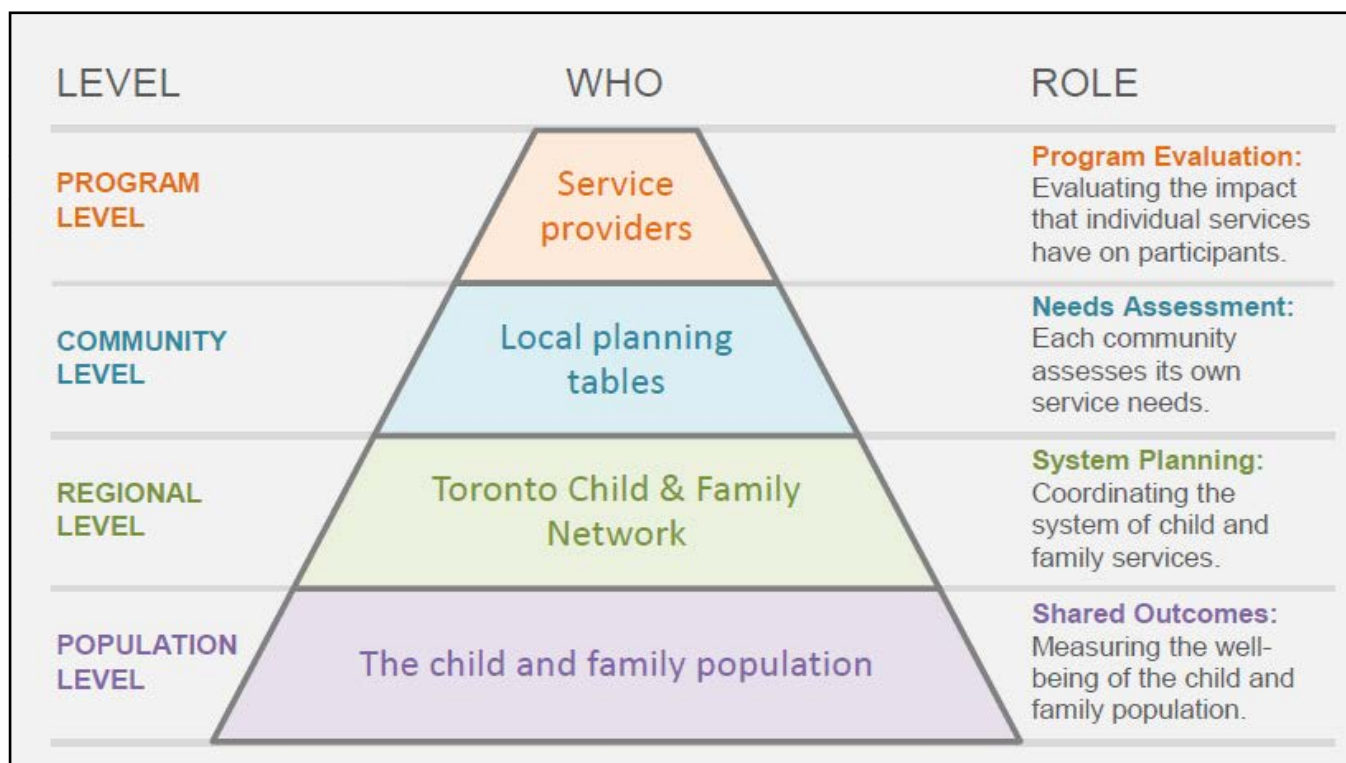 LEVEL WHO ROLE
PROGRAM
LEVEL
Service
providers
Program Evaluation:
Evaluating the impact
that individual services
have on participants.
COMMUNITY
LEVEL
Local planning
tables
Needs Assessment:
Each community
assesses its own
service needs.
REGIONAL
LEVEL
Toronto Child & Family
Network
System Planning:
Coordinating the
system of child and
family services.
POPULATION
LEVEL
The child and family population
Shared Outcomes:
Measuring the well-
being of the child and
family population.